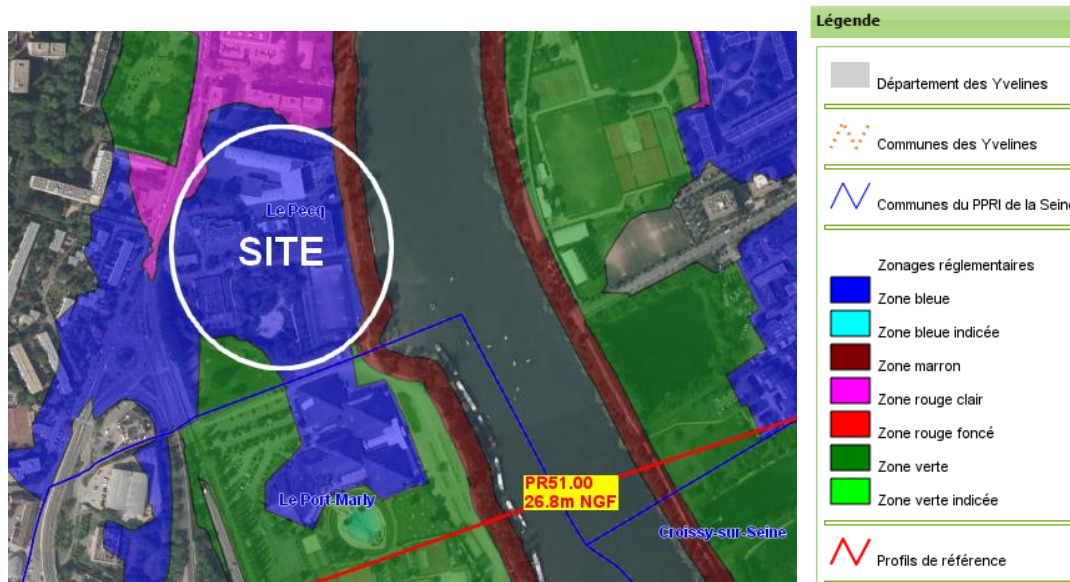 Le Pecq
SITE
PR51.00
26.8m NGF
Le Port-Marly
Croissy-sur-Seine
Légende
Département des Yvelines
Communes des Yvelines
Communes du PPRI de la Seine
Zonages réglementaires
Zone bleue
Zone bleue indicée
Zone marron
Zone rouge clair
Zone rouge foncé
Zone verte
Zone verte indicée
Profils de référence